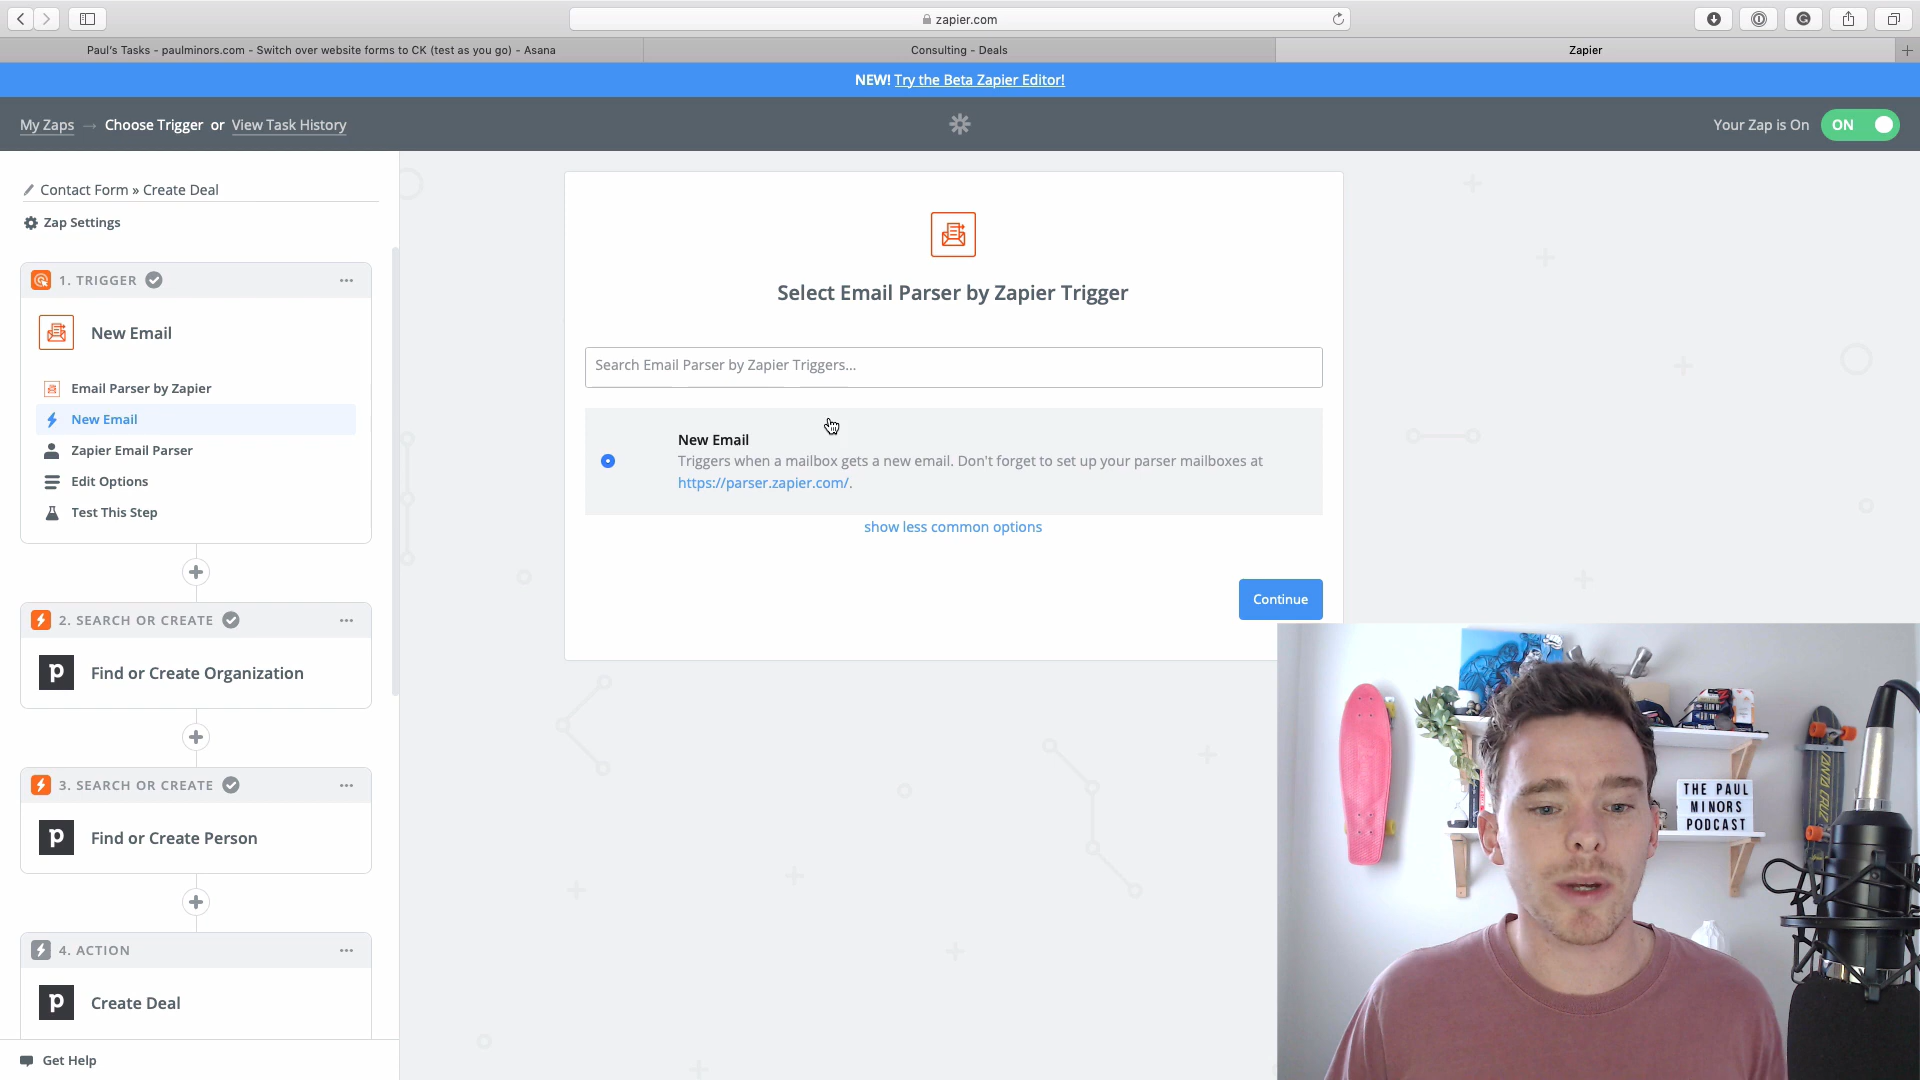 zapier.com
Paul's Tasks - paulminors.com - Switch over website forms to CK (test as you go) - Asana
Consulting - Deals
Zapier
NEW! Try the Beta Zapier Editor!
My Zaps → Choose Trigger or View Task History
Your Zap is On
ON
Contact Form » Create Deal
Zap Settings
1. TRIGGER
New Email
Email Parser by Zapier
New Email
Zapier Email Parser
Edit Options
Test This Step
2. SEARCH OR CREATE
Find or Create Organization
3. SEARCH OR CREATE
Find or Create Person
4. ACTION
Create Deal
Get Help
Select Email Parser by Zapier Trigger
Search Email Parser by Zapier Triggers...
New Email
Triggers when a mailbox gets a new email. Don't forget to set up your parser mailboxes at
https://parser.zapier.com/.
show less common options
Continue
THE PAUL
MINORS
PODCAST
SANTA CRUZ